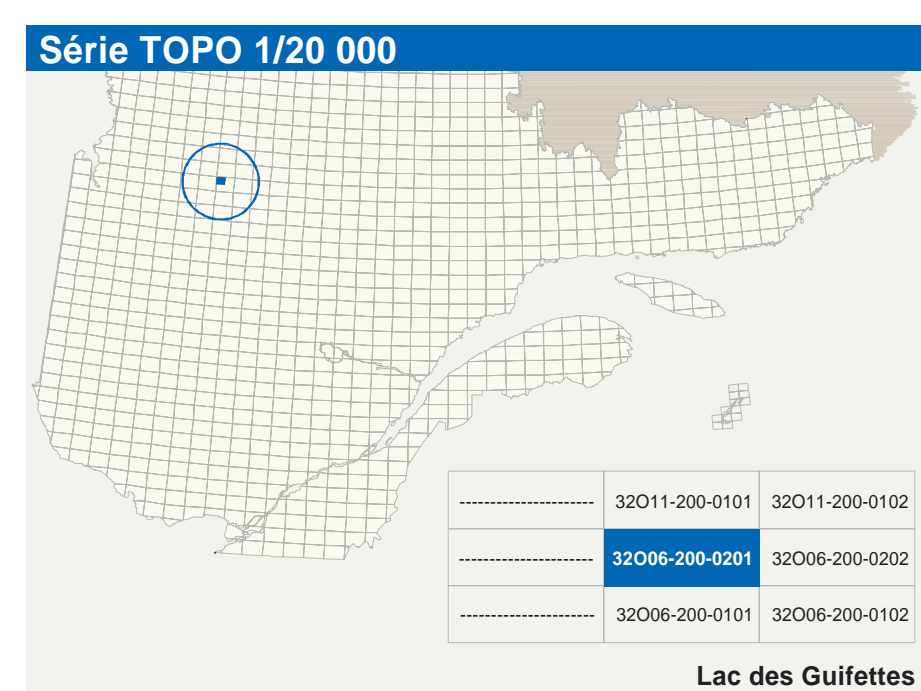 Série TOPO 1/20 000
---------------------- 32O11-200-0101 32O11-200-0102
---------------------- 32O06-200-0201 32O06-200-0202
---------------------- 32O06-200-0101 32O06-200-0102
Lac des Guifettes